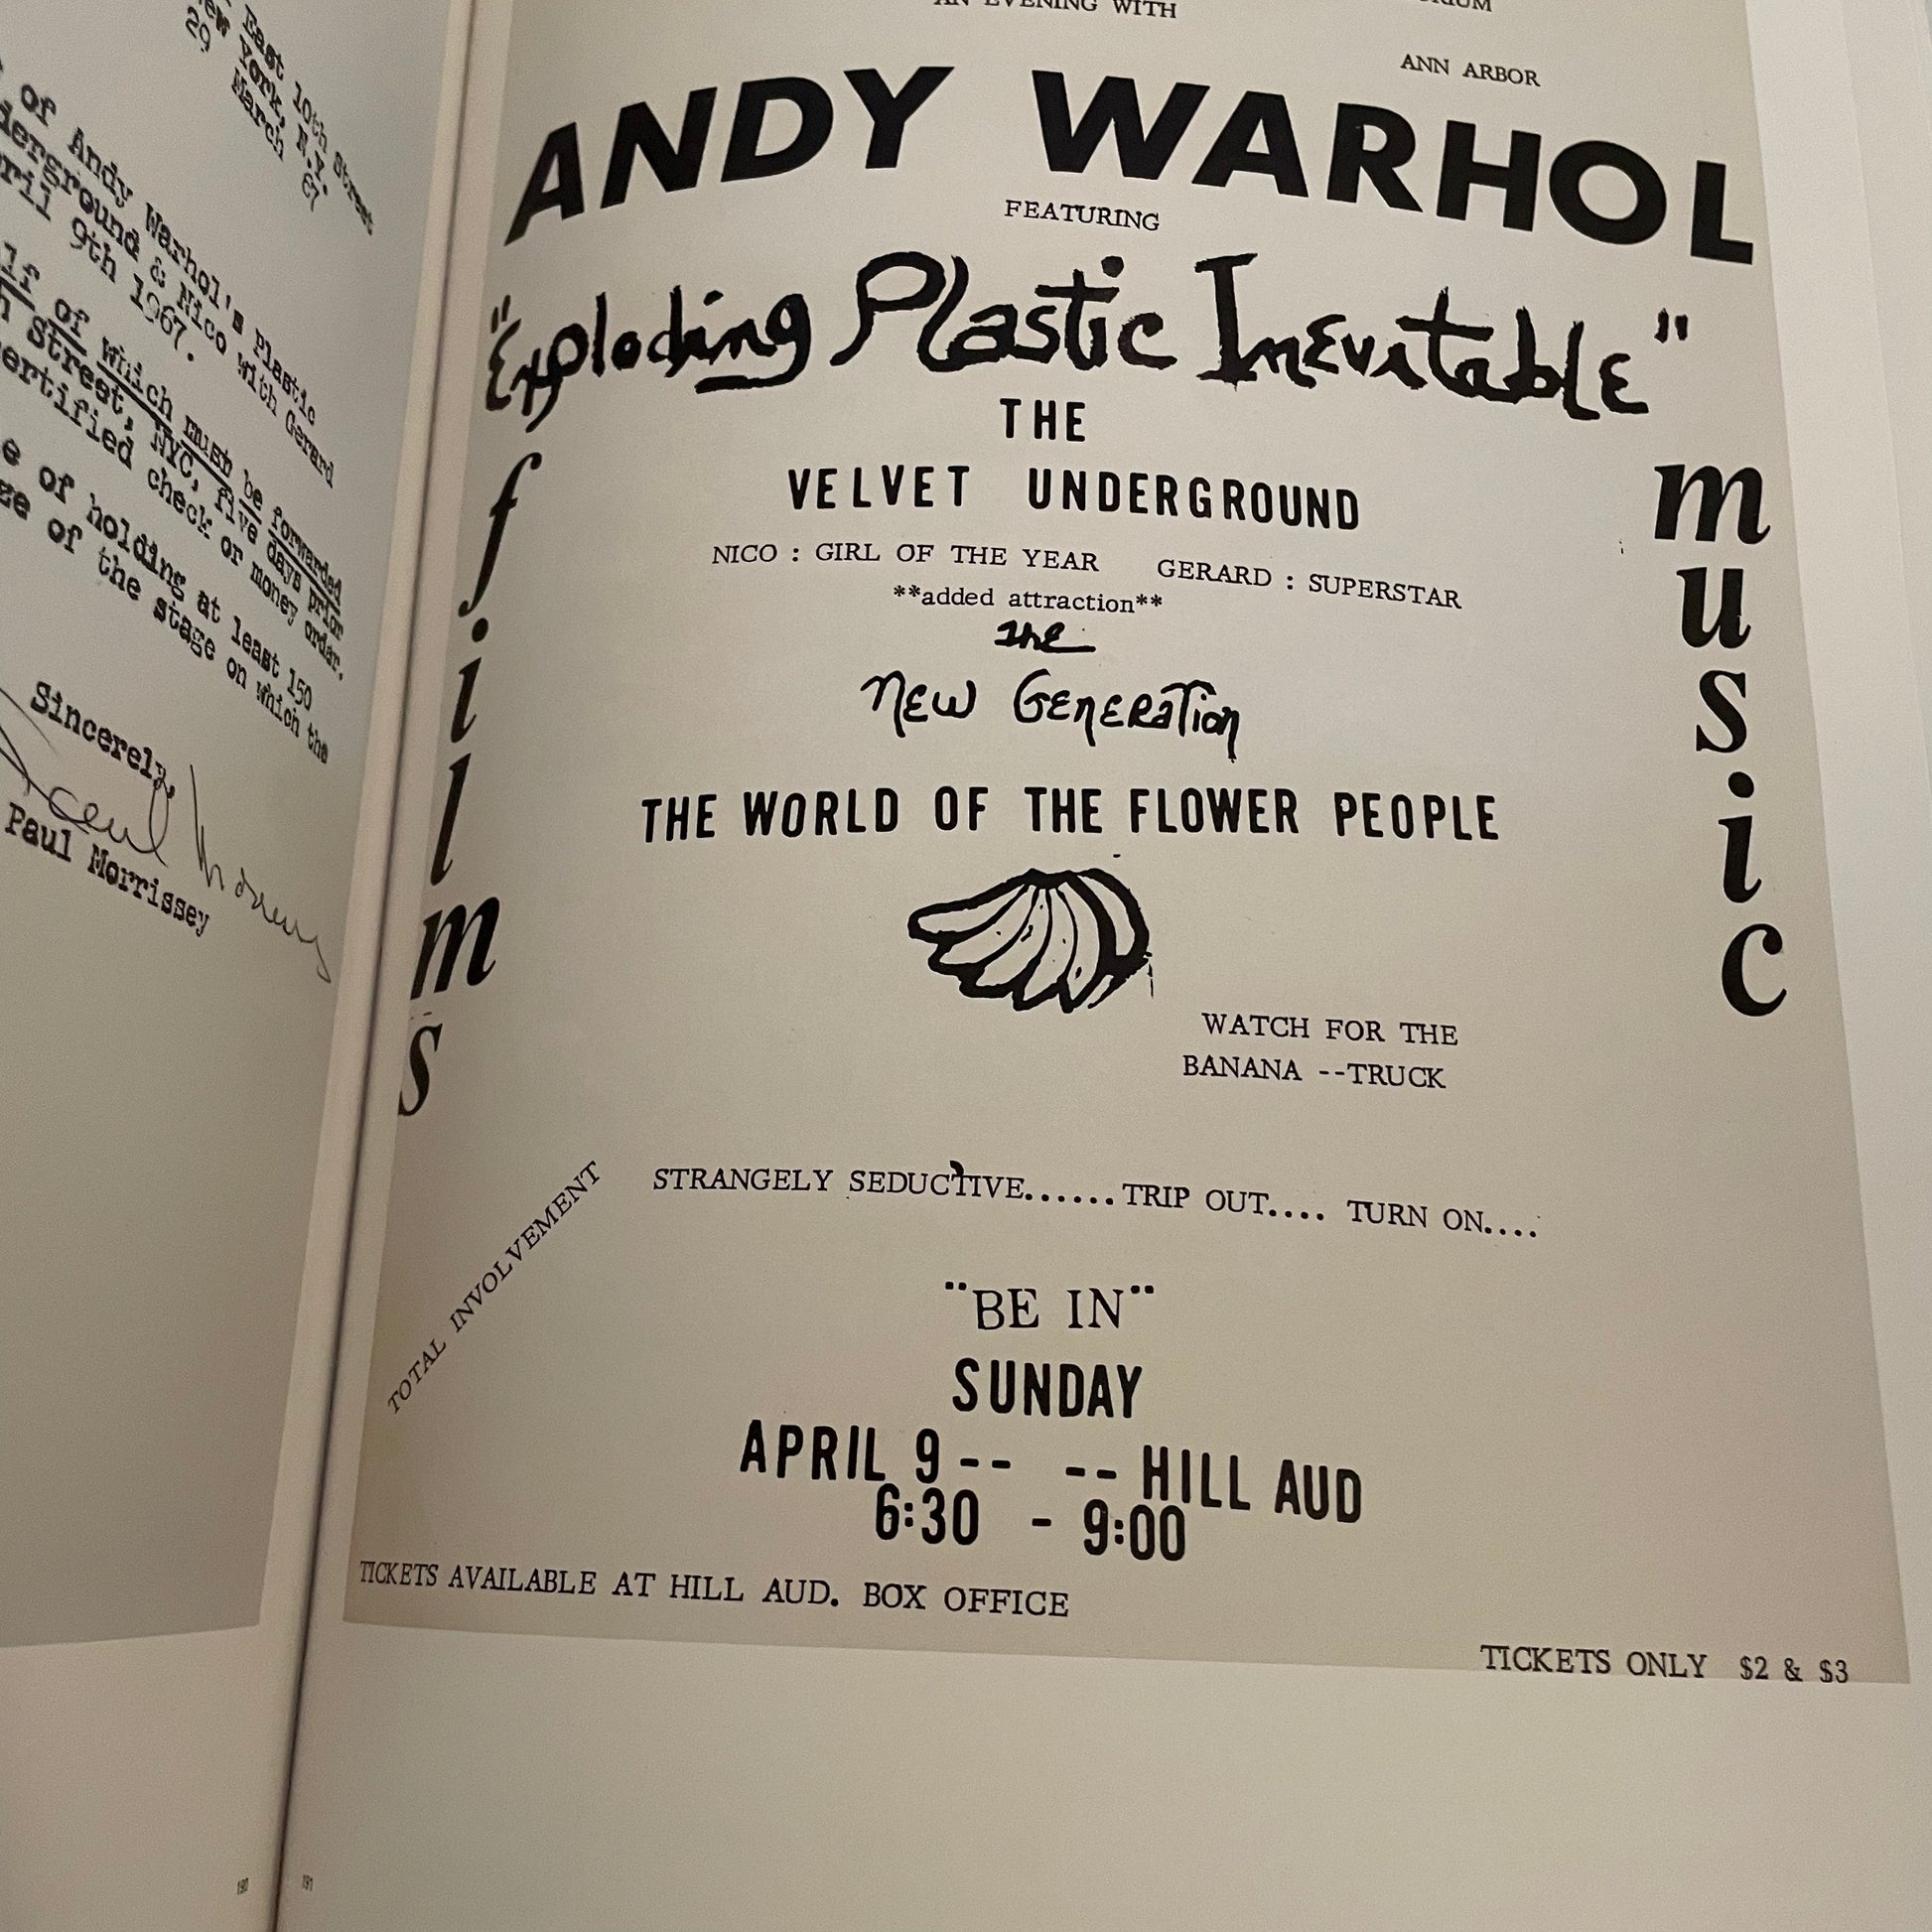 East 10th Street
York, N.Y.
29 March 67
of Andy Warhol's Plastic
& Nico with Gerard
9th 1967.
of which must be forwarded
Street, NYC, five days prior
certified check or money order.
of holding at least 150
of the stage on which the
Sincerely,
Paul Morrissey
190
AN EVENING WITH
ANN ARBOR
ANDY WARHOL
FEATURING
"Exploding Plastic Inevitable"
THE
VELVET UNDERGROUND
NICO : GIRL OF THE YEAR GERARD : SUPERSTAR
**added attraction**
The
New Generation
THE WORLD OF THE FLOWER PEOPLE
films
music
WATCH FOR THE
BANANA --TRUCK
TOTAL INVOLVEMENT
STRANGELY SEDUCTIVE......TRIP OUT.... TURN ON....
"BE IN"
SUNDAY
APRIL 9-- --HILL AUD
6:30 - 9:00
TICKETS AVAILABLE AT HILL AUD. BOX OFFICE
TICKETS ONLY $2 & $3
191